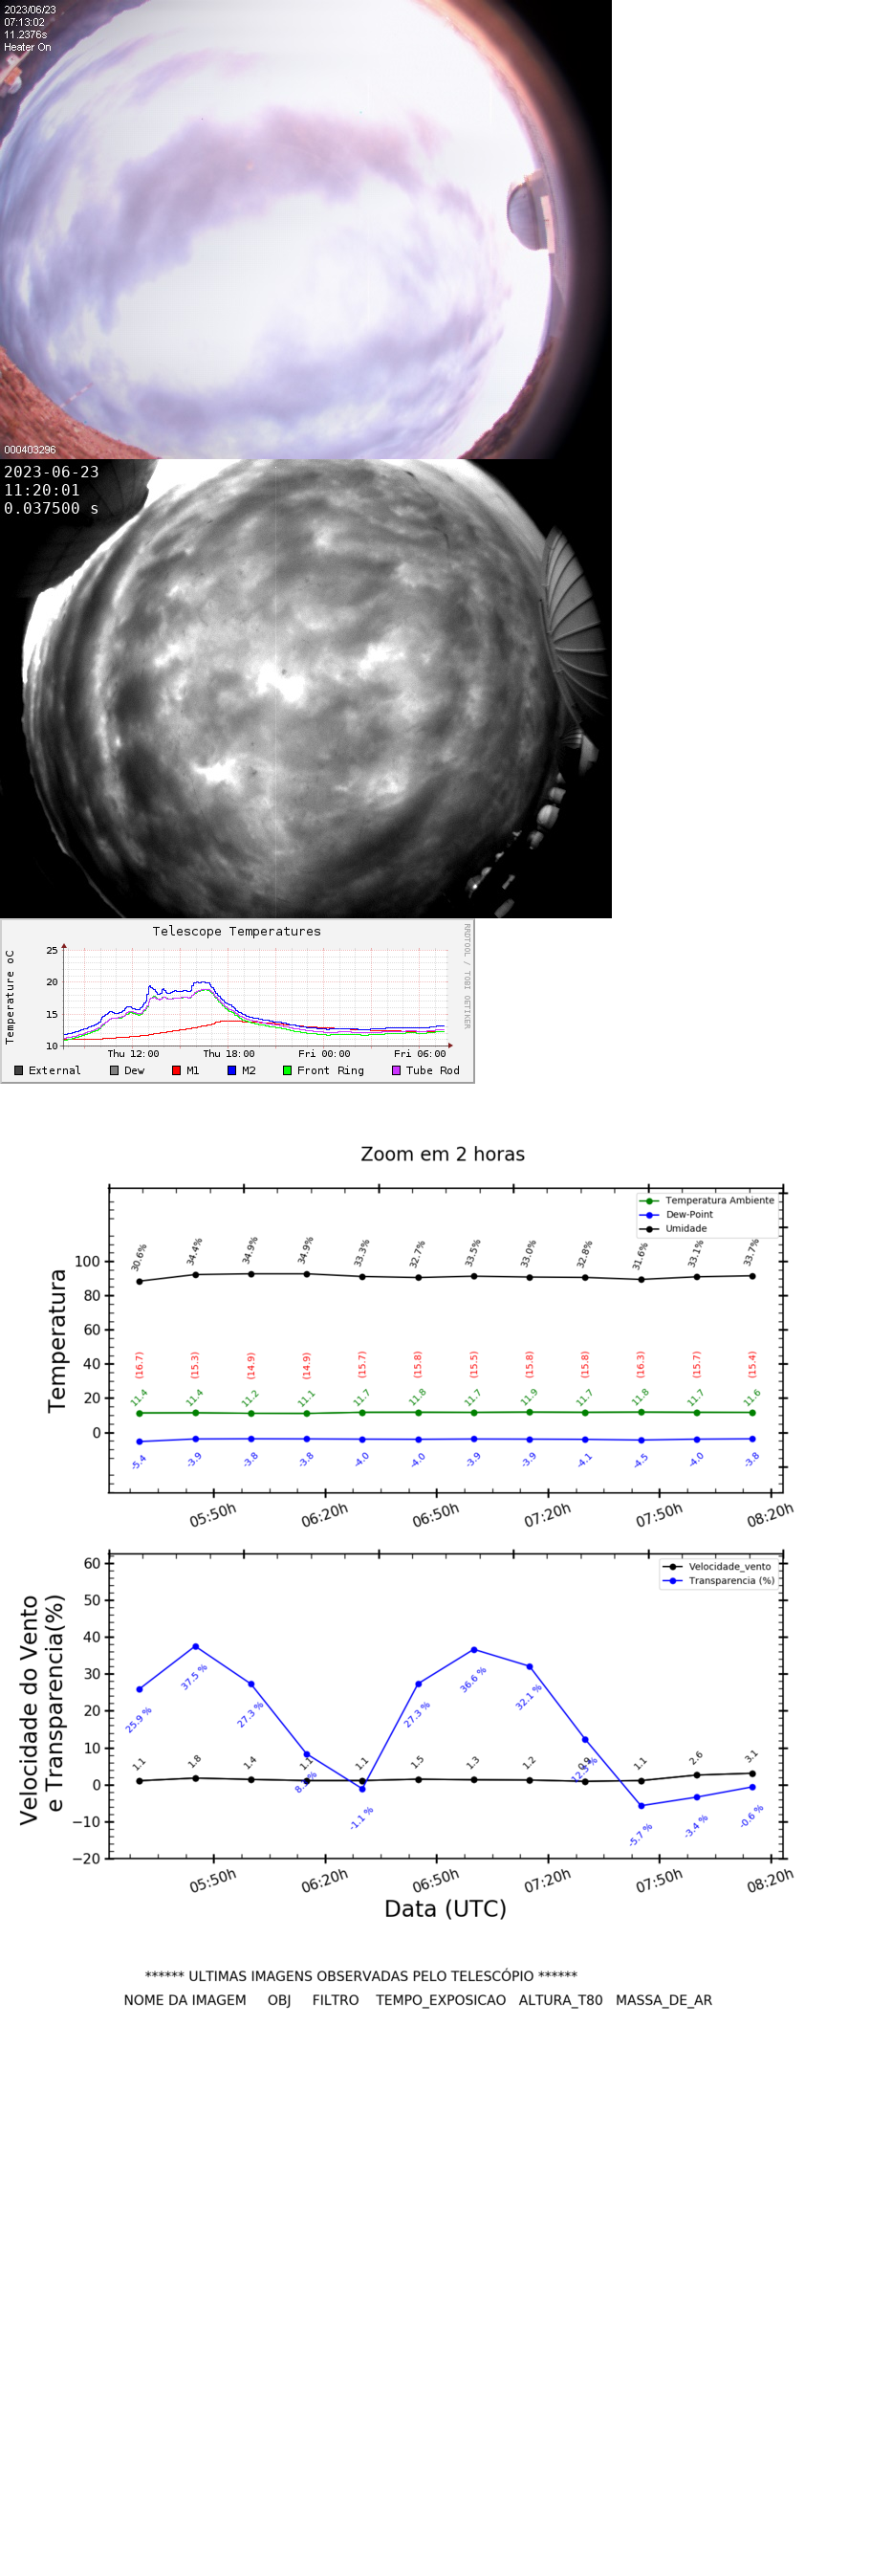 2023/06/23
07:13:02
11.2376s
Heater On
000403296
2023-06-23
11:20:01
0.037500 s
Telescope Temperatures
RRDTOOL / TOBI OETIKER
Temperature oC
25
20
15
10
Thu 12:00 Thu 18:00 Fri 00:00 Fri 06:00
External Dew M1 M2 Front Ring Tube Rod
Zoom em 2 horas
Temperatura Ambiente
Dew-Point
Umidade
Temperatura
100
80
60
40
20
0
30.6% 34.4% 34.9% 34.9% 33.3% 32.7% 33.5% 33.0% 32.8% 31.6% 33.1% 33.7%
(16.7) (15.3) (14.9) (14.9) (15.7) (15.8) (15.5) (15.8) (15.8) (16.3) (15.7) (15.4)
11.4 11.4 11.2 11.1 11.7 11.8 11.7 11.9 11.7 11.8 11.7 11.6
-5.4 -3.9 -3.8 -3.8 -4.0 -4.0 -3.9 -3.9 -4.1 -4.5 -4.0 -3.8
05:50h 06:20h 06:50h 07:20h 07:50h 08:20h
Velocidade_vento
Transparencia (%)
Velocidade do Vento
e Transparencia(%)
60
50
40
30
20
10
0
−10
−20
25.9 % 37.5 % 27.3 % -1.1 % 27.3 % 36.6 % 32.1 % -5.7 % -3.4 % -0.6 %
1.1 1.8 1.4 1.1 1.1 1.5 1.3 1.2 0.9 1.1 2.6 3.1
05:50h 06:20h 06:50h 07:20h 07:50h 08:20h
Data (UTC)
****** ULTIMAS IMAGENS OBSERVADAS PELO TELESCÓPIO ******
NOME DA IMAGEM OBJ FILTRO TEMPO_EXPOSICAO ALTURA_T80 MASSA_DE_AR